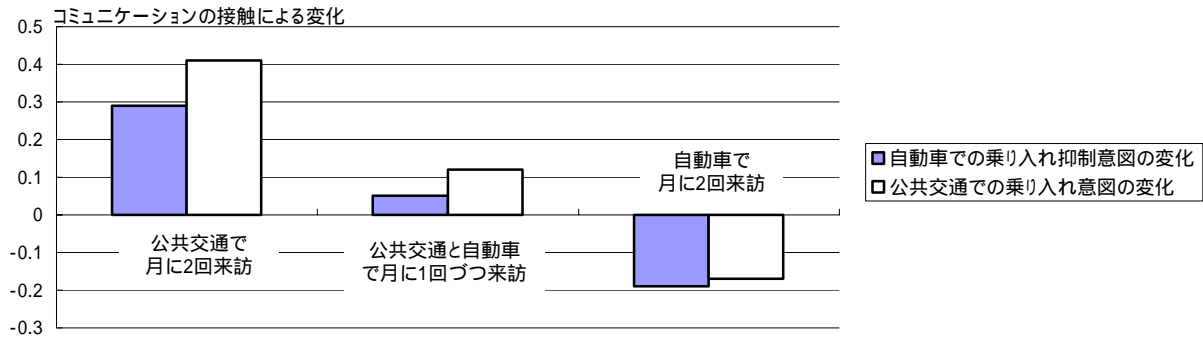 コミュニケーションの接触による変化
0.5
0.4
0.3
0.2
0.1
0
-0.1
-0.2
-0.3
公共交通で
月に2回来訪
公共交通と自動車
で月に1回づつ来訪
自動車で
月に2回来訪
自動車での乗り入れ抑制意図の変化
公共交通での乗り入れ意図の変化